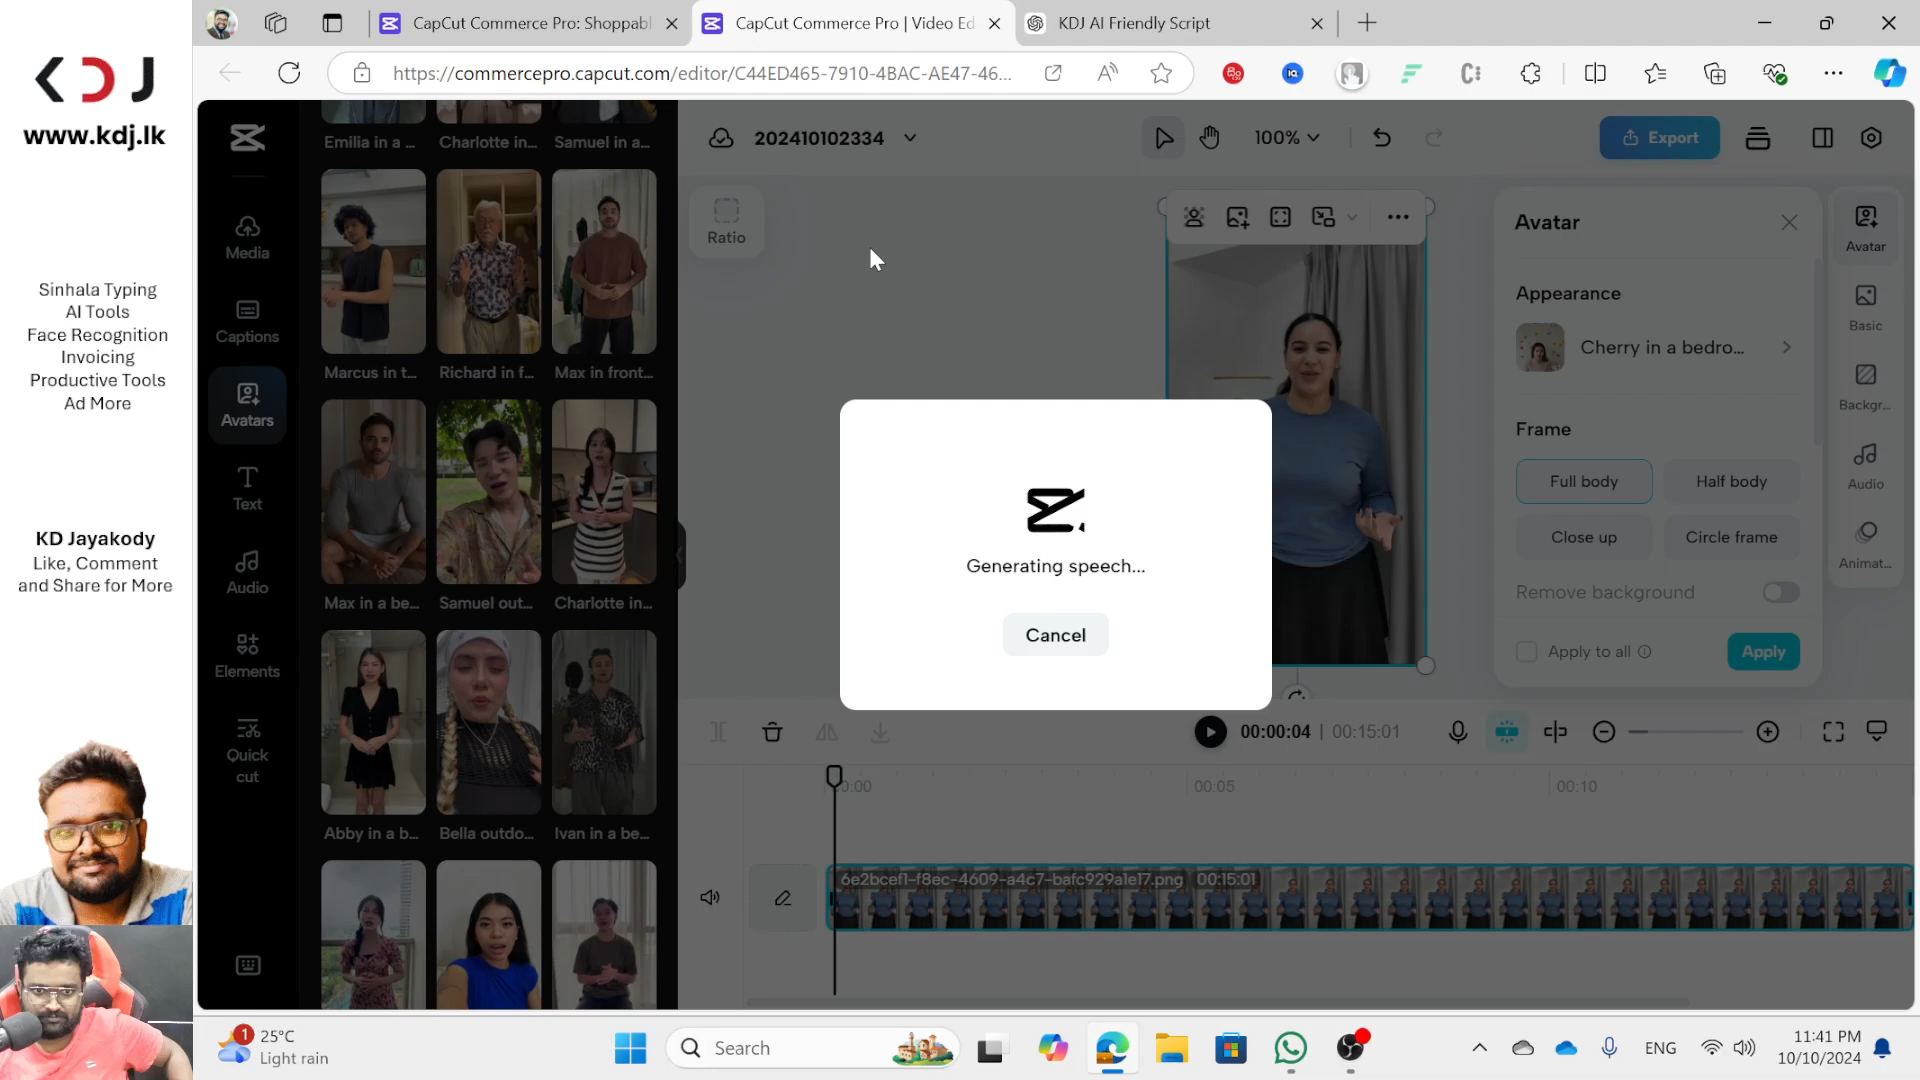 KDJ
www.kdj.lk
Sinhala Typing
AI Tools
Face Recognition
Invoicing
Productive Tools
Ad More
KD Jayakody
Like, Comment
and Share for More
CapCut Commerce Pro: Shoppabl
CapCut Commerce Pro | Video Ed
KDJ AI Friendly Script
https://commercepro.capcut.com/editor/C44ED465-7910-4BAC-AE47-46...
Media
Captions
Avatars
Text
Audio
Elements
Quick
cut
Emilia in a ...
Charlotte in...
Samuel in a...
Marcus in t...
Richard in f...
Max in front...
Max in a be...
Samuel out...
Charlotte in...
Abby in a b...
Bella outdo...
Ivan in a be...
202410102334
100%
Export
Ratio
Generating speech...
Cancel
Avatar
Appearance
Cherry in a bedro...
Frame
Full body
Half body
Close up
Circle frame
Remove background
Apply to all
Apply
Avatar
Basic
Backgr...
Audio
Animat...
00:00:04 | 00:15:01
:00
00:05
00:10
6e2bcef1-f8ec-4609-a4c7-bafc929a1e17.png 00:15:01
1
25°C
Light rain
Search
ENG
11:41 PM
10/10/2024